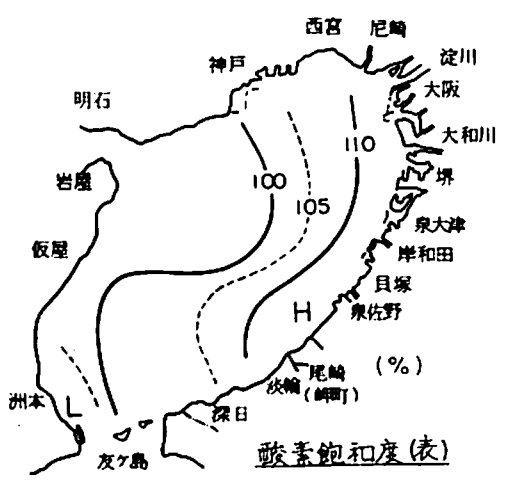 西宮
尼崎
淀川
神戸
大阪
明石
大和川
110
岩屋
100
堺
105
泉大津
仮屋
岸和田
貝塚
H
泉佐野
(%)
尾崎
淡輪
(岬町)
洲本
L
深日
友ケ島
酸素飽和度(表)